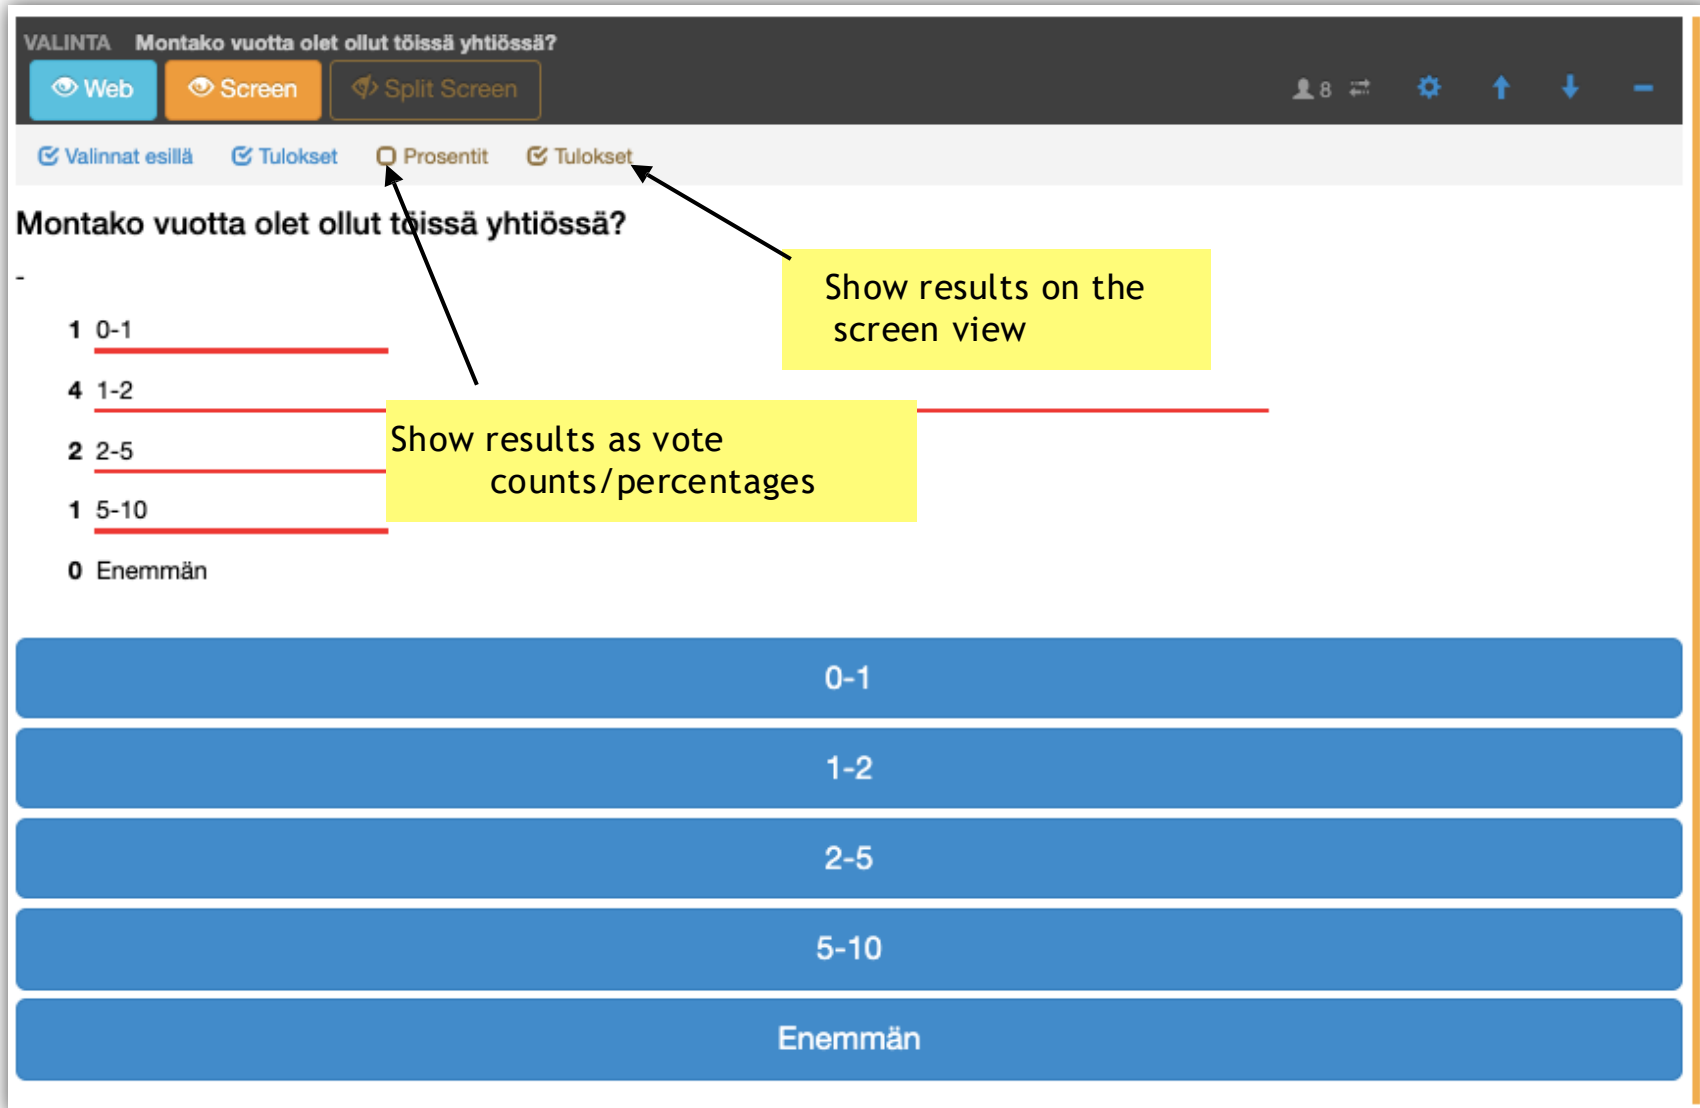 VALINTA Montako vuotta olet ollut töissä yhtiössä?
Web Screen Split Screen 8
Valinnat esillä Tulokset Prosentit Tulokset
Montako vuotta olet ollut töissä yhtiössä?
-
Show results on the
screen view
1 0-1
4 1-2
2 2-5
1 5-10
0 Enemmän
Show results as vote
counts/percentages
0-1
1-2
2-5
5-10
Enemmän